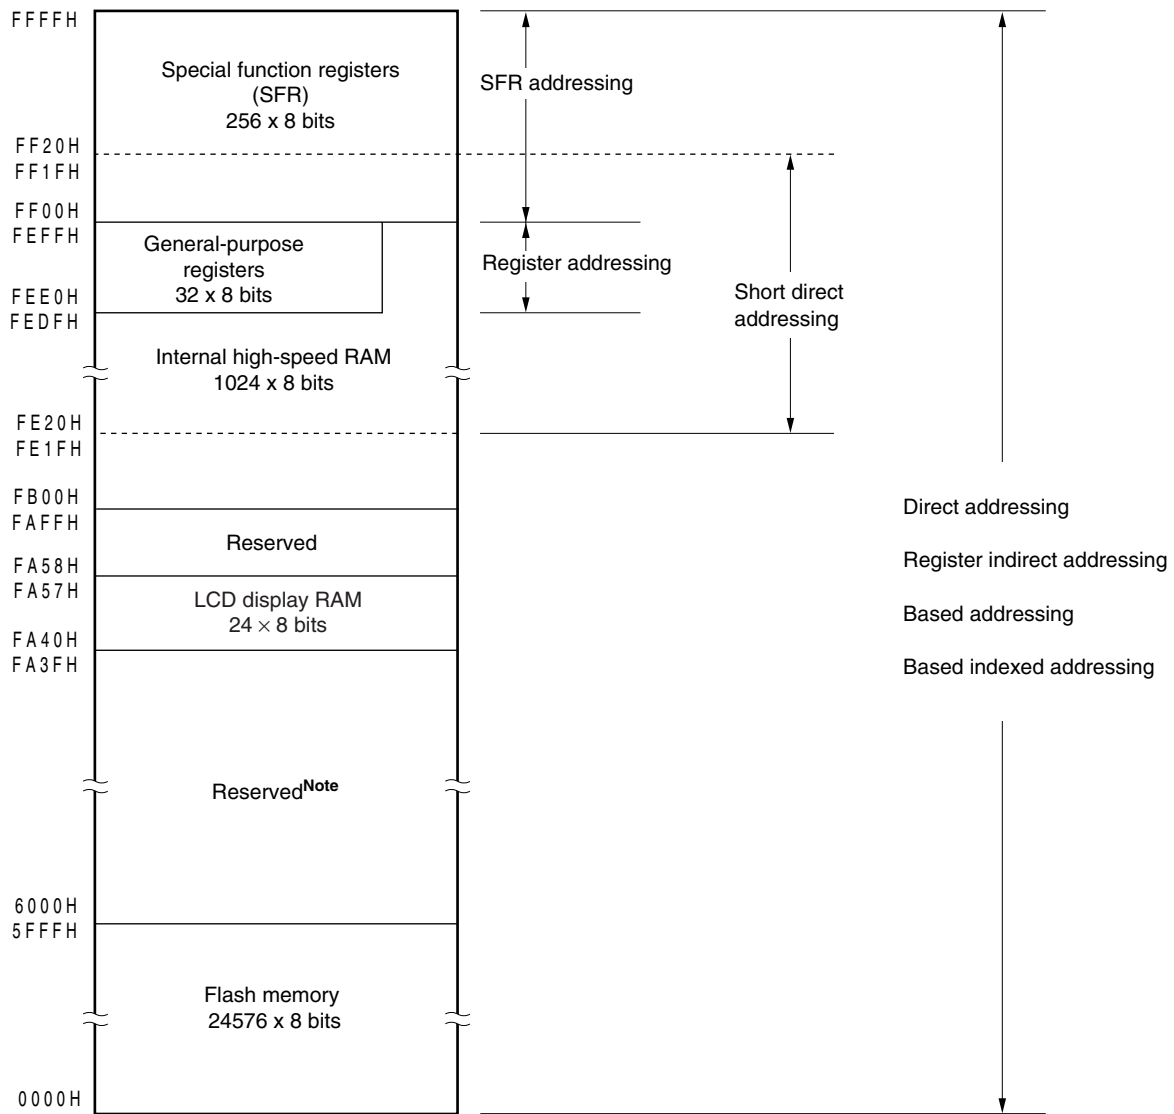 FFFFH
Special function registers
(SFR)
256 x 8 bits
SFR addressing
FF20H
FF1FH
FF00H
FEFFH
General-purpose
registers
32 x 8 bits
Register addressing
Short direct
addressing
FEE0H
FEDFH
Internal high-speed RAM
1024 x 8 bits
FE20H
FE1FH
FB00H
FAFFH
Reserved
FA58H
FA57H
LCD display RAM
24 × 8 bits
FA40H
FA3FH
Direct addressing
Register indirect addressing
Based addressing
Based indexed addressing
ReservedNote
6000H
5FFFH
Flash memory
24576 x 8 bits
0000H